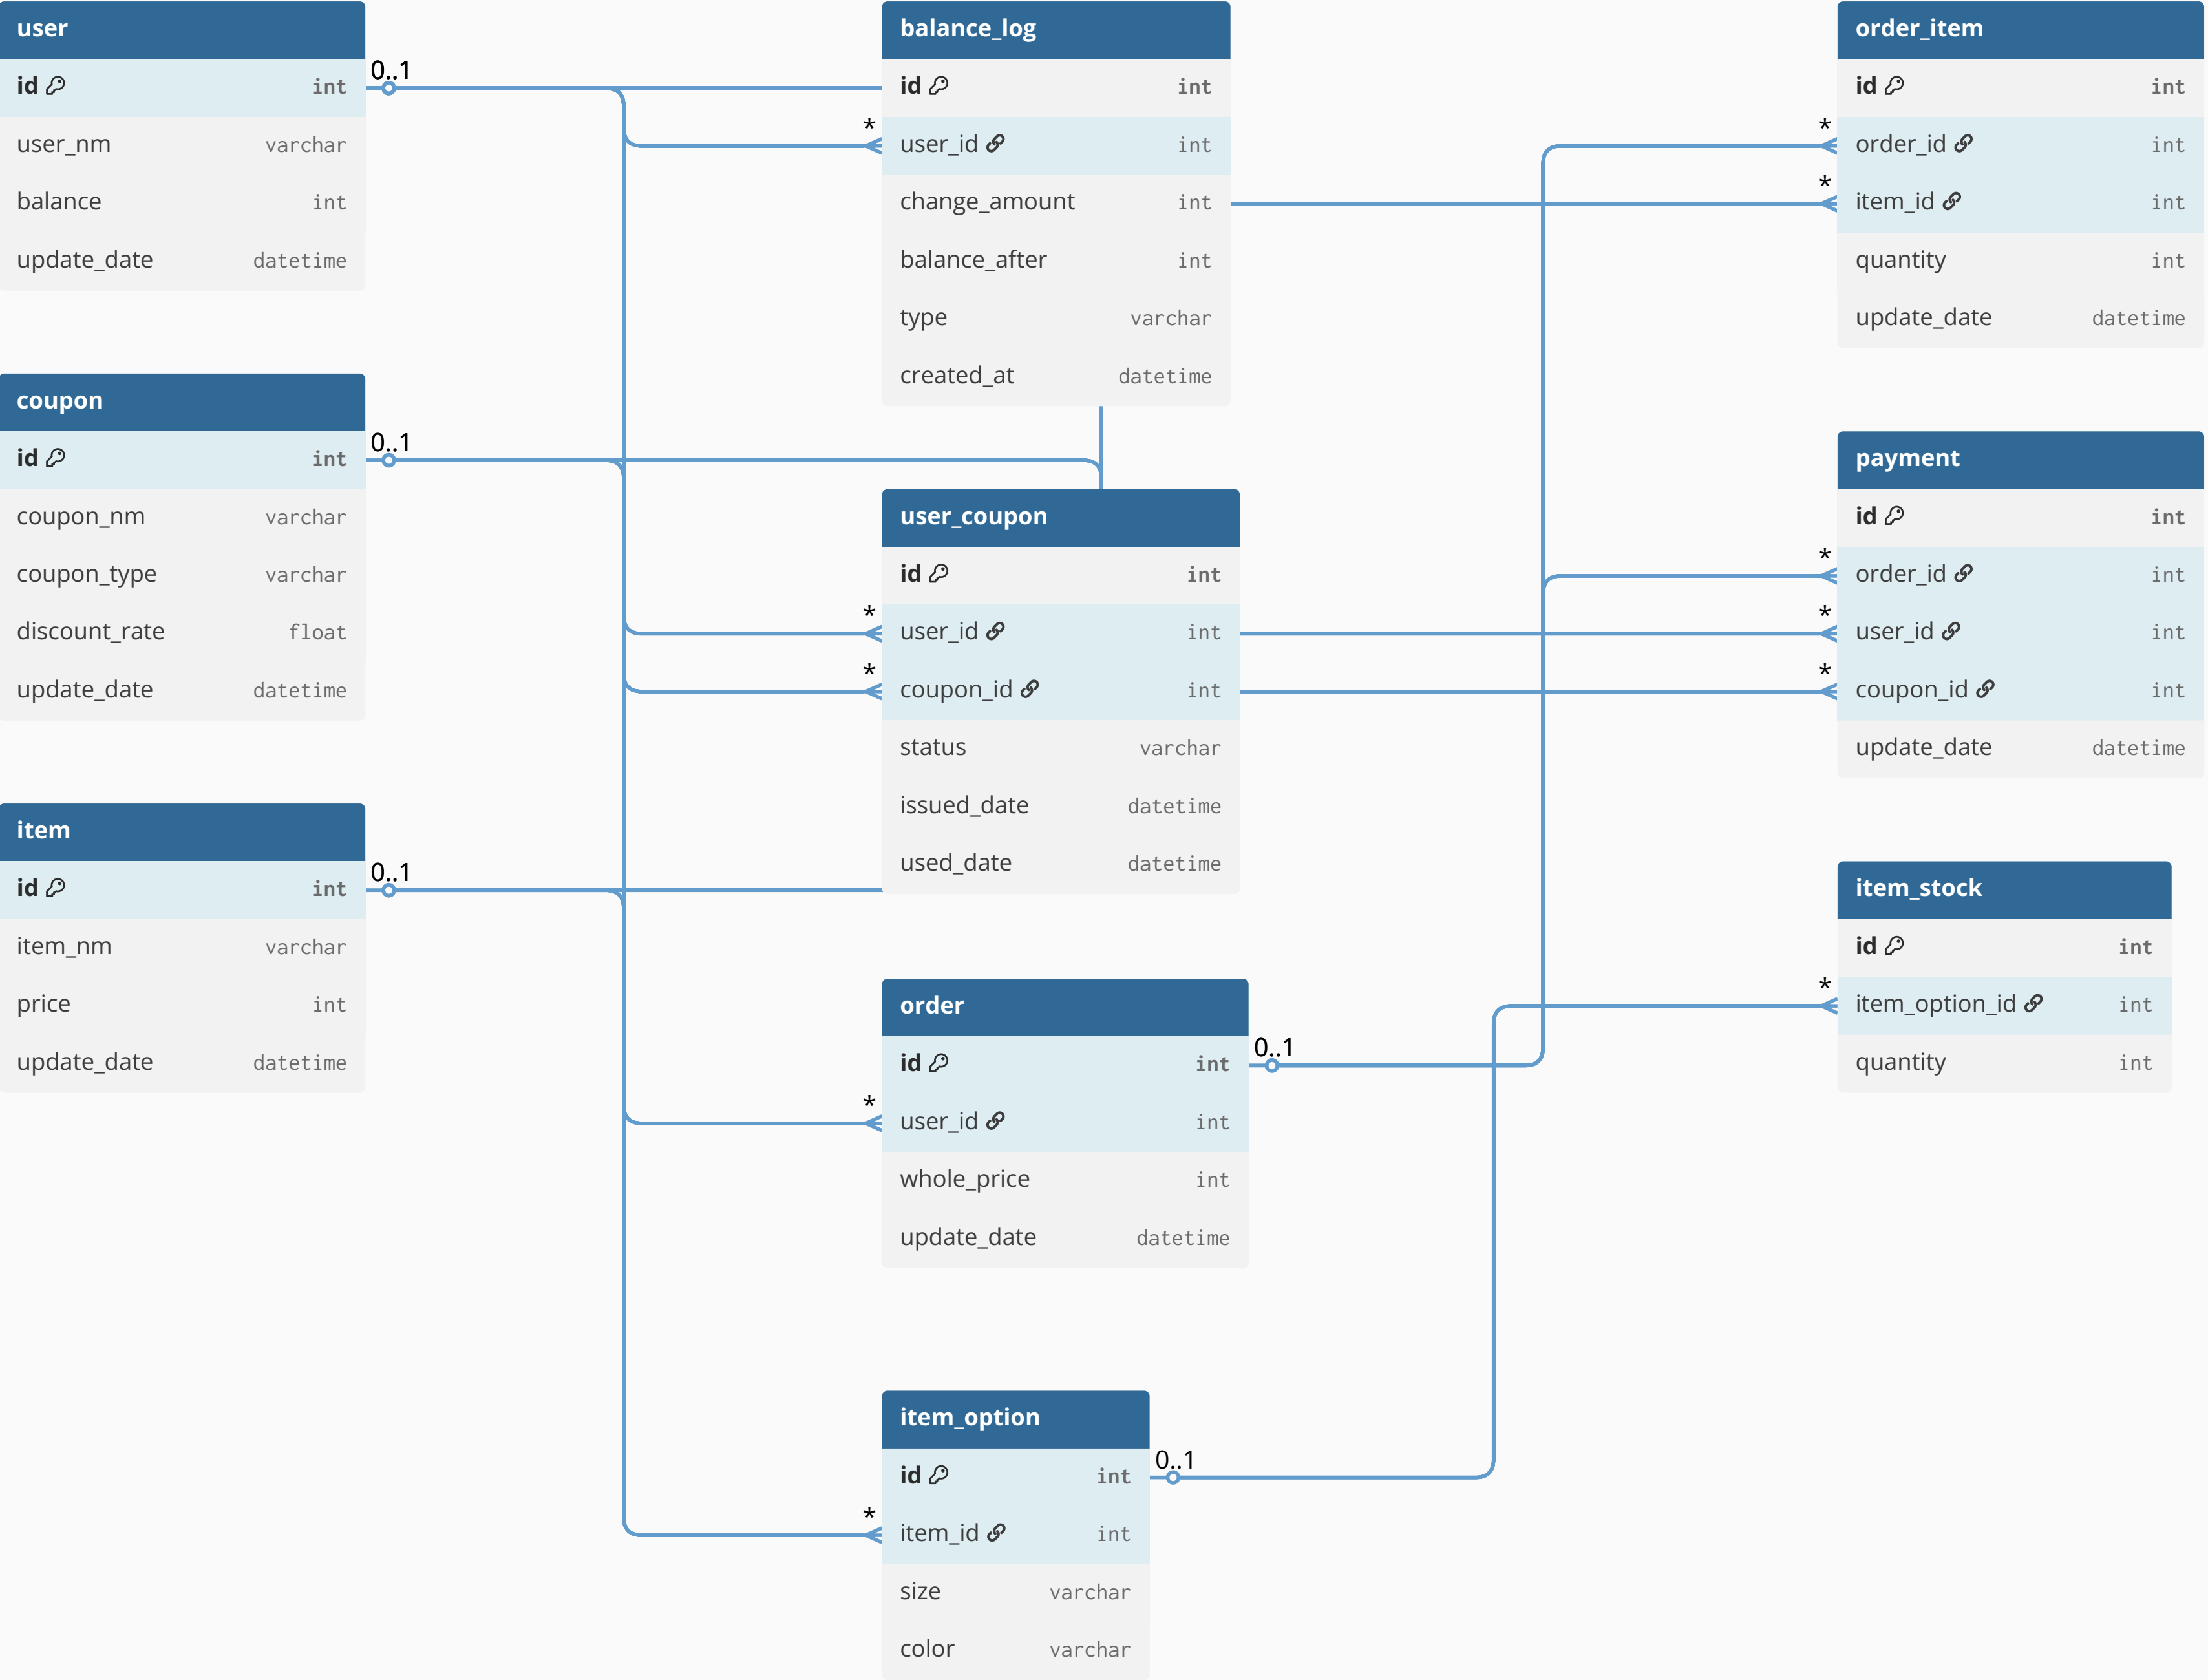 user
id int
user_nm varchar
balance int
update_date datetime
0..1
coupon
id int
coupon_nm varchar
coupon_type varchar
discount_rate float
update_date datetime
0..1
item
id int
item_nm varchar
price int
update_date datetime
0..1
balance_log
id int
* user_id int
change_amount int
balance_after int
type varchar
created_at datetime
user_coupon
id int
* user_id int
* coupon_id int
status varchar
issued_date datetime
used_date datetime
order
id int
0..1
* user_id int
whole_price int
update_date datetime
item_option
id int
0..1
* item_id int
size varchar
color varchar
order_item
id int
* order_id int
* item_id int
quantity int
update_date datetime
payment
id int
* order_id int
* user_id int
* coupon_id int
update_date datetime
item_stock
id int
* item_option_id int
quantity int